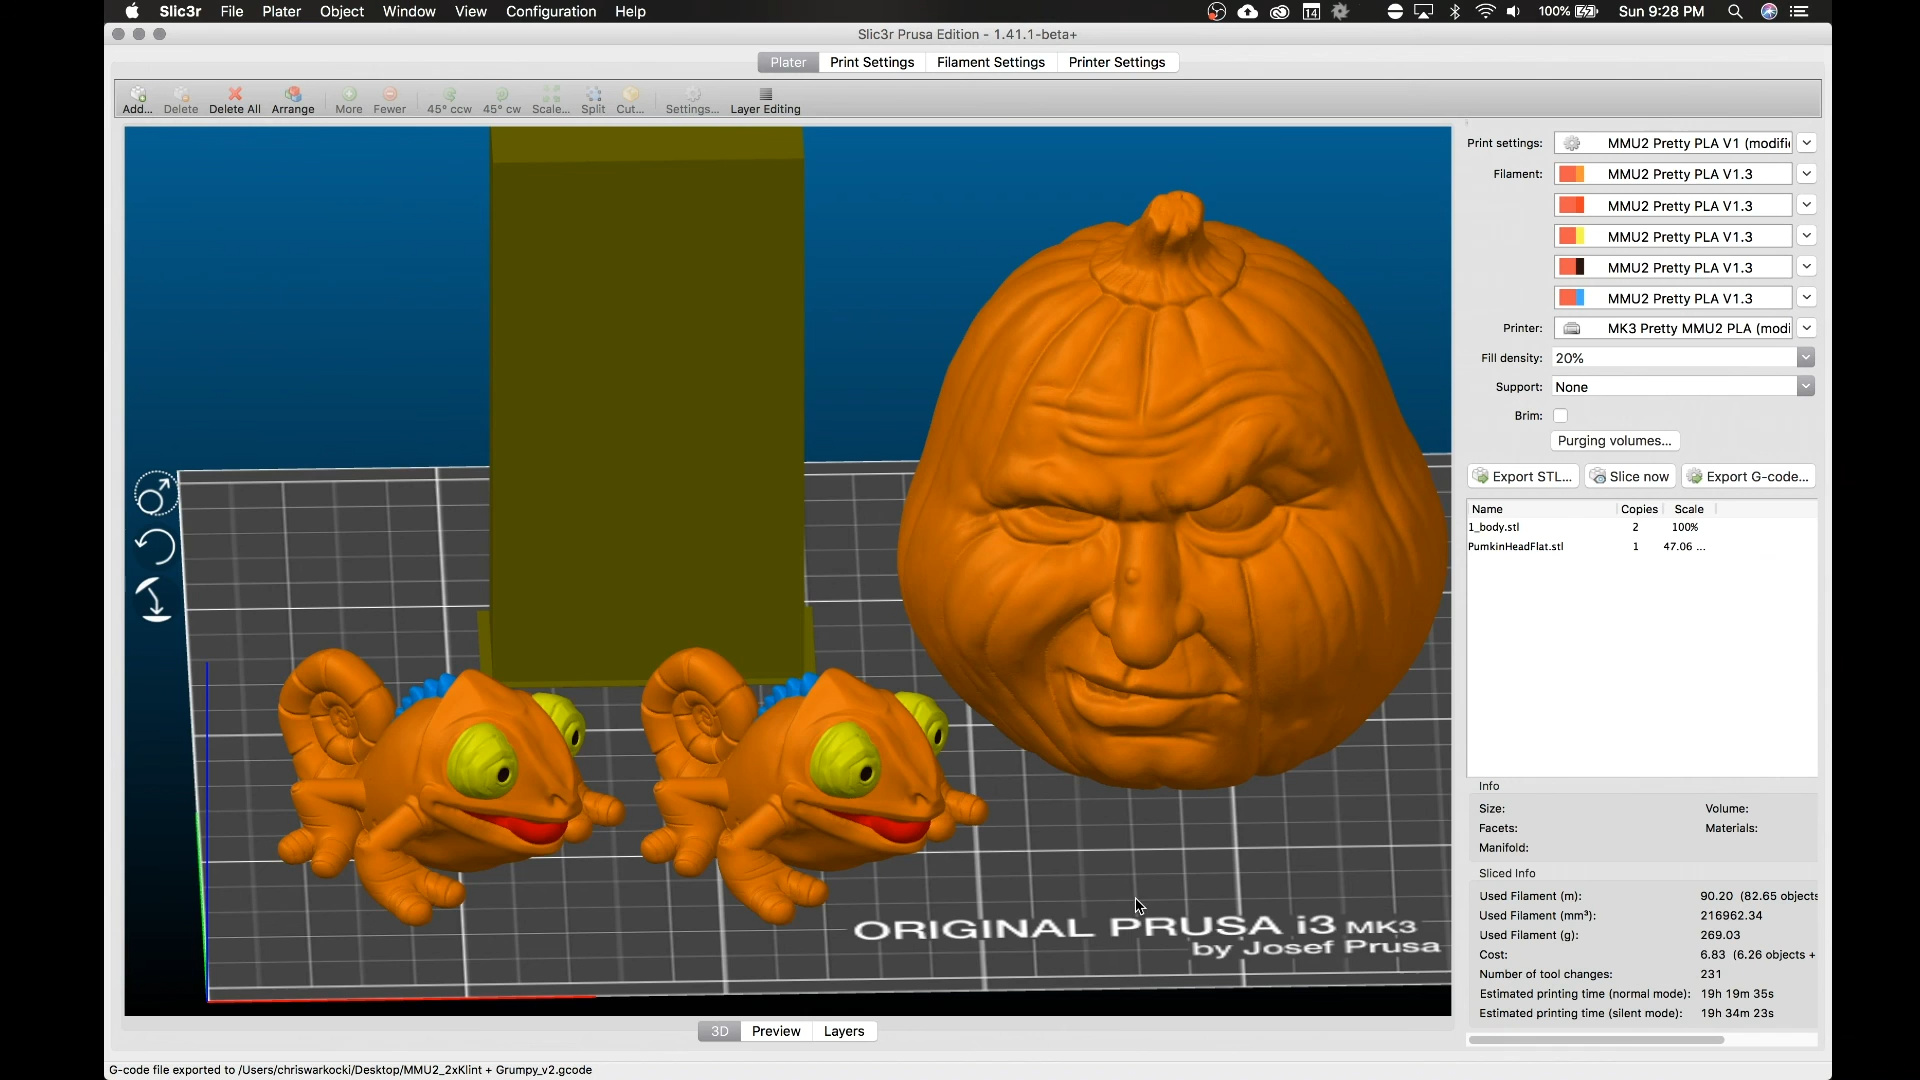 Slic3r File Plater Object Window View Configuration Help 14 100% Sun 9:28 PM
Slic3r Prusa Edition - 1.41.1-beta+
Plater Print Settings Filament Settings Printer Settings
Add... Delete Delete All Arrange More Fewer 45° ccw 45° cw Scale... Split Cut... Settings... Layer Editing
Print settings: MMU2 Pretty PLA V1 (modifi
Filament: MMU2 Pretty PLA V1.3
MMU2 Pretty PLA V1.3
MMU2 Pretty PLA V1.3
MMU2 Pretty PLA V1.3
MMU2 Pretty PLA V1.3
Printer: MK3 Pretty MMU2 PLA (modi
Fill density: 20%
Support: None
Brim:
Purging volumes...
Export STL... Slice now Export G-code...
Name Copies Scale
1_body.stl 2 100%
PumkinHeadFlat.stl 1 47.06 ...
Info
Size: Volume:
Facets: Materials:
Manifold:
Sliced Info
Used Filament (m): 90.20 (82.65 objects
Used Filament (mm³): 216962.34
Used Filament (g): 269.03
Cost: 6.83 (6.26 objects +
Number of tool changes: 231
Estimated printing time (normal mode): 19h 19m 35s
Estimated printing time (silent mode): 19h 34m 23s
ORIGINAL PRUSA i3 MK3
by Josef Prusa
3D Preview Layers
G-code file exported to /Users/chriswarkocki/Desktop/MMU2_2xKlint + Grumpy_v2.gcode